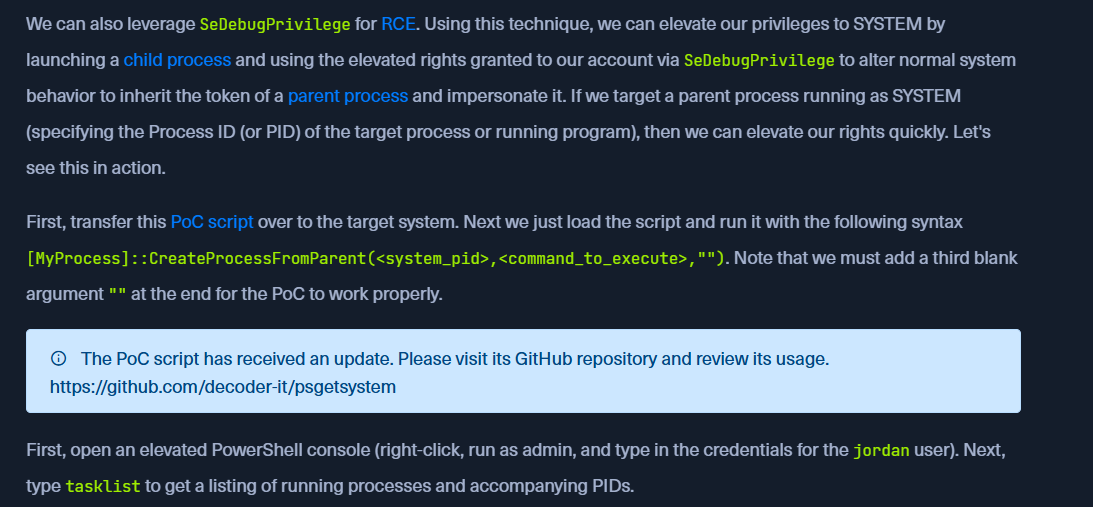 We can also leverage SeDebugPrivilege for RCE. Using this technique, we can elevate our privileges to SYSTEM by
launching a child process and using the elevated rights granted to our account via SeDebugPrivilege to alter normal system
behavior to inherit the token of a parent process and impersonate it. If we target a parent process running as SYSTEM
(specifying the Process ID (or PID) of the target process or running program), then we can elevate our rights quickly. Let's
see this in action.
First, transfer this PoC script over to the target system. Next we just load the script and run it with the following syntax
[MyProcess]::CreateProcessFromParent(<system_pid>,<command_to_execute>,""). Note that we must add a third blank
argument "" at the end for the PoC to work properly.
The PoC script has received an update. Please visit its GitHub repository and review its usage.
https://github.com/decoder-it/psgetsystem
First, open an elevated PowerShell console (right-click, run as admin, and type in the credentials for the jordan user). Next,
type tasklist to get a listing of running processes and accompanying PIDs.